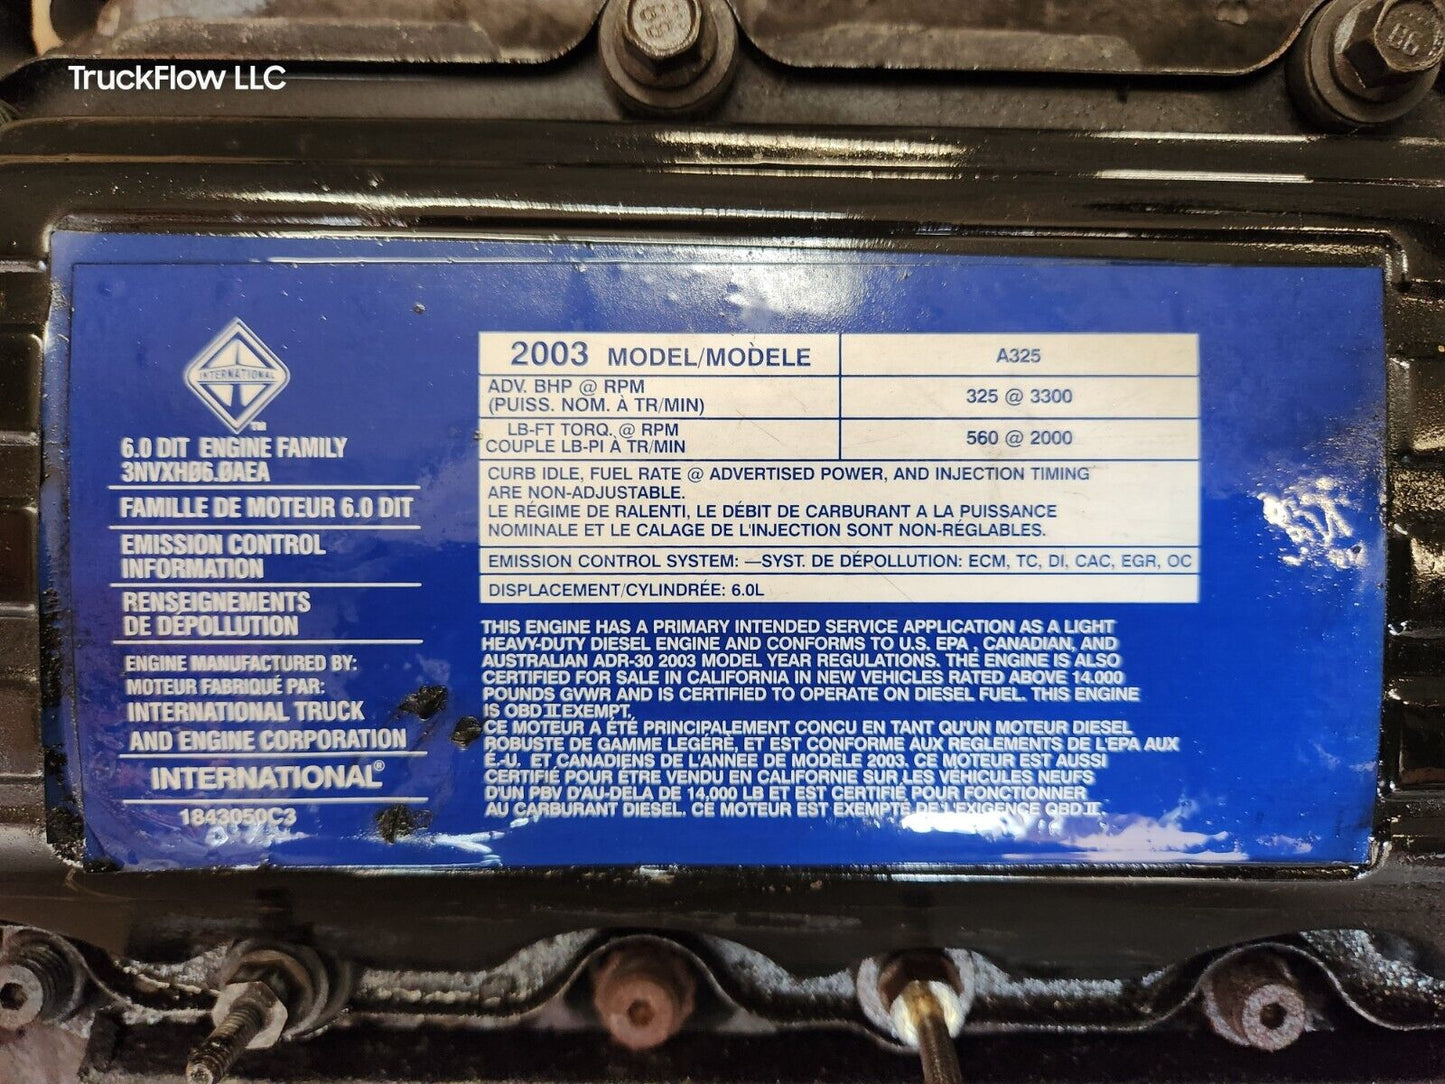 TruckFlow LLC
INTERNATIONAL
™
6.0 DIT ENGINE FAMILY
3NVXHØ6.ØAEA
FAMILLE DE MOTEUR 6.0 DIT
EMISSION CONTROL
INFORMATION
RENSEIGNEMENTS
DE DÉPOLLUTION
ENGINE MANUFACTURED BY:
MOTEUR FABRIQUÉ PAR:
INTERNATIONAL TRUCK
AND ENGINE CORPORATION
INTERNATIONAL®
1843050C3
2003 MODEL/MODÈLE A325
ADV. BHP @ RPM
(PUISS. NOM. À TR/MIN) 325 @ 3300
LB-FT TORQ. @ RPM
COUPLE LB-PI À TR/MIN 560 @ 2000
CURB IDLE, FUEL RATE @ ADVERTISED POWER, AND INJECTION TIMING
ARE NON-ADJUSTABLE.
LE RÉGIME DE RALENTI, LE DÉBIT DE CARBURANT A LA PUISSANCE
NOMINALE ET LE CALAGE DE L'INJECTION SONT NON-RÉGLABLES.
EMISSION CONTROL SYSTEM: —SYST. DE DÉPOLLUTION: ECM, TC, DI, CAC, EGR, OC
DISPLACEMENT/CYLINDRÉE: 6.0L
THIS ENGINE HAS A PRIMARY INTENDED SERVICE APPLICATION AS A LIGHT
HEAVY-DUTY DIESEL ENGINE AND CONFORMS TO U.S. EPA , CANADIAN, AND
AUSTRALIAN ADR-30 2003 MODEL YEAR REGULATIONS. THE ENGINE IS ALSO
CERTIFIED FOR SALE IN CALIFORNIA IN NEW VEHICLES RATED ABOVE 14.000
POUNDS GVWR AND IS CERTIFIED TO OPERATE ON DIESEL FUEL. THIS ENGINE
IS OBD II EXEMPT.
CE MOTEUR A ÉTÉ PRINCIPALEMENT CONCU EN TANT QU'UN MOTEUR DIESEL
ROBUSTE DE GAMME LEGÉRÉ, ET EST CONFORME AUX REGLEMENTS DE L'EPA AUX
É.-U. ET CANADIENS DE L'ANNEE DE MODÈLE 2003. CE MOTEUR EST AUSSI
CERTIFIÉ POUR ÊTRE VENDU EN CALIFORNIE SUR LES VÉHICULES NEUFS
D'UN PBV D'AU-DELA DE 14,000 LB ET EST CERTIFIÉ POUR FONCTIONNER
AU CARBURANT DIESEL. CE MOTEUR EST EXEMPTÉ DE L'EXIGENCE OBD II.